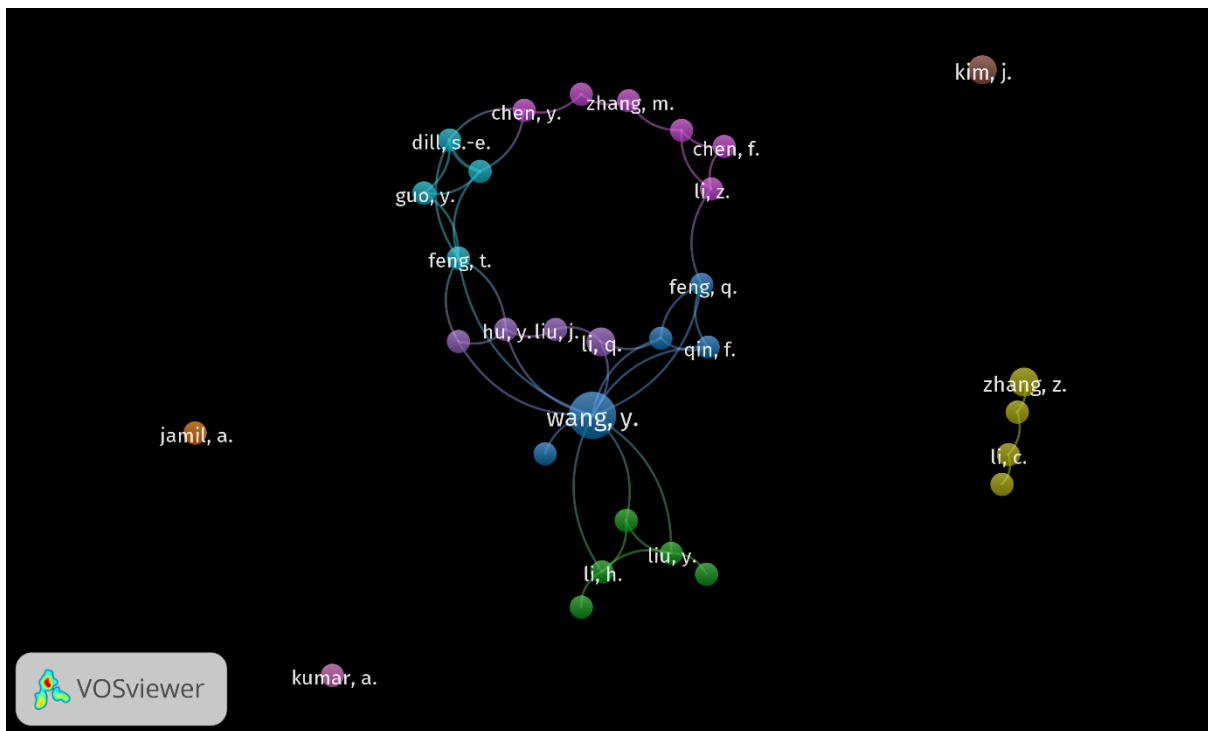 kim, j.
zhang, m.
chen, y.
dill, s.-e.
chen, f.
guo, y.
li, z.
feng, t.
feng, q.
hu, y.
liu, j.
li, q.
qin, f.
zhang, z.
wang, y.
jamil, a.
li, c.
liu, y.
li, h.
kumar, a.
VOSviewer